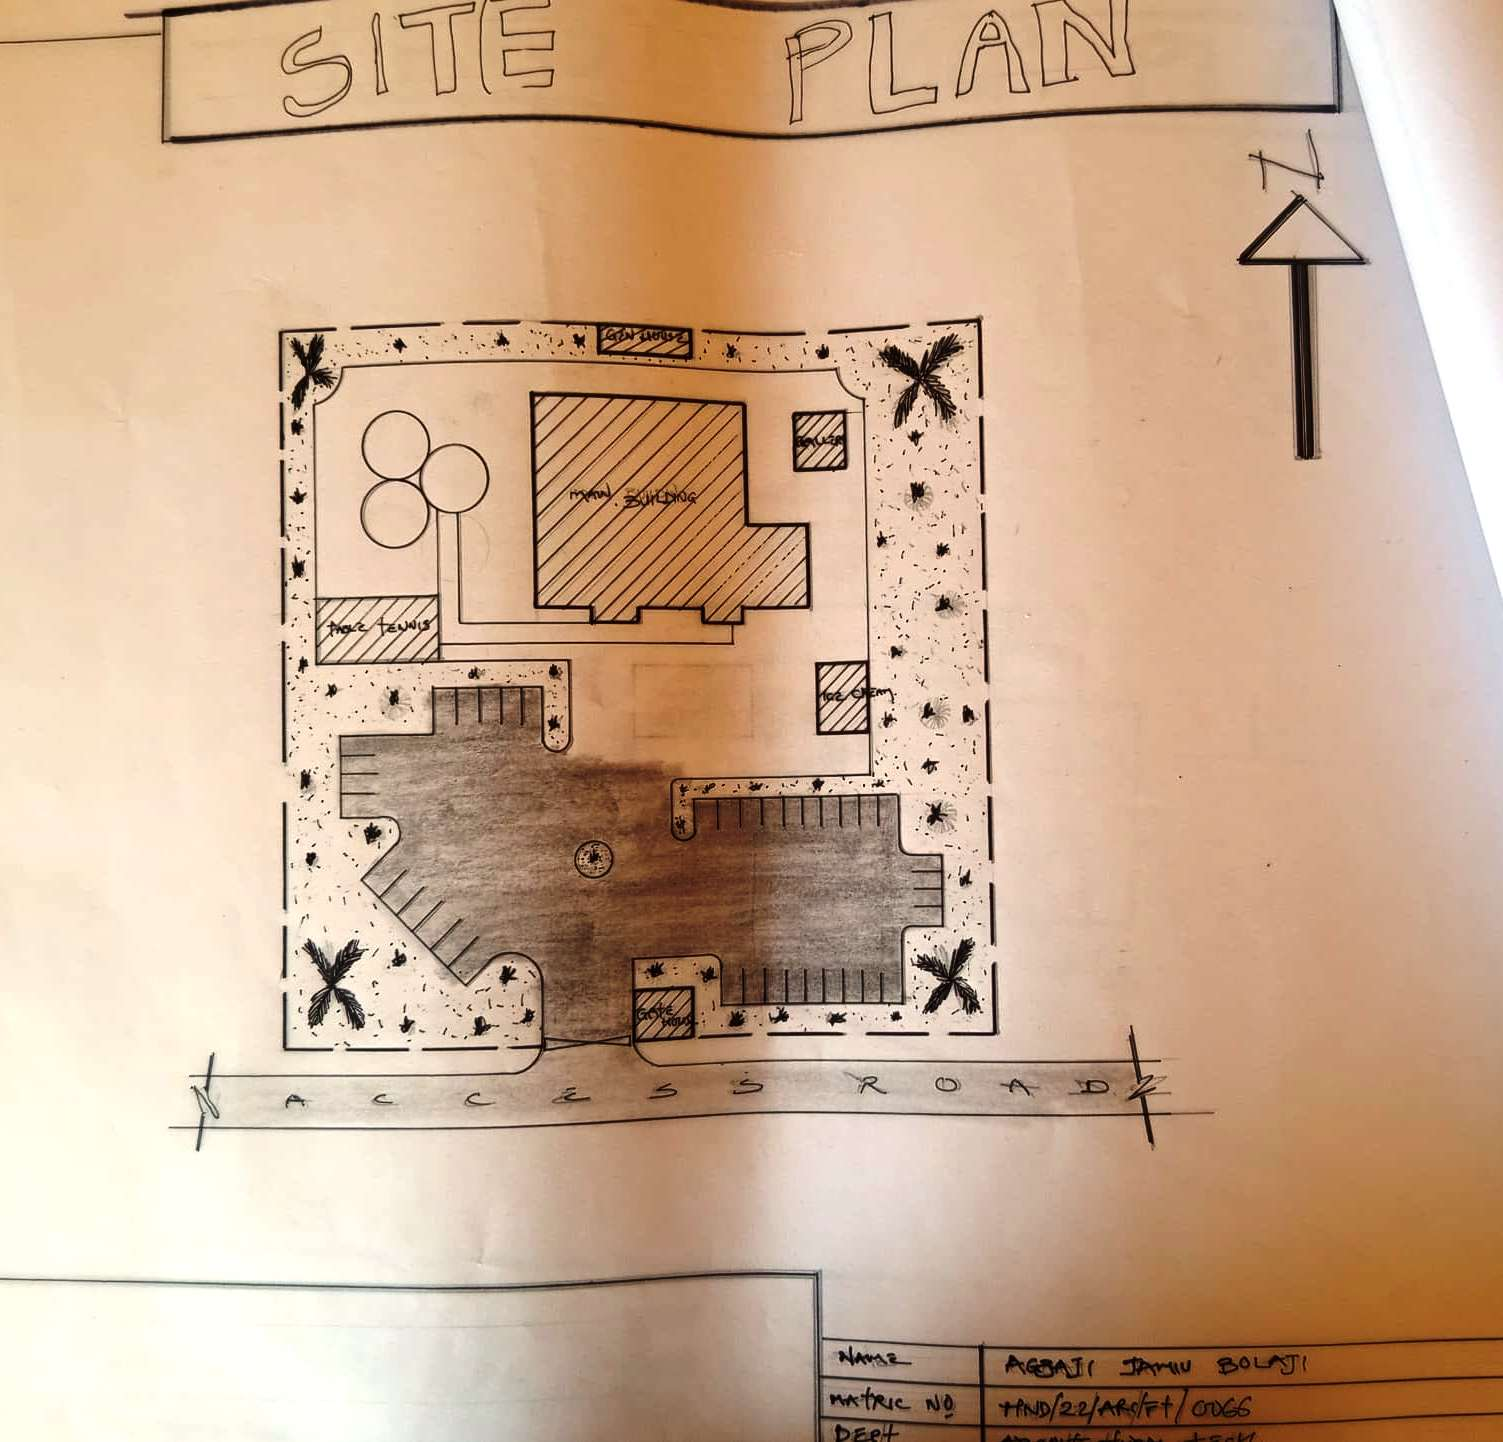 SITE PLAN
N
GEN HOUSE
MAIN BUILDING
TABLE TENNIS
ICE CREAM
GATE HOUSE
ACCESS ROAD
NAME AGBAJI JAMIU BOLAJI
MATRIC NO HND/22/ARC/FT/0066
DEPT